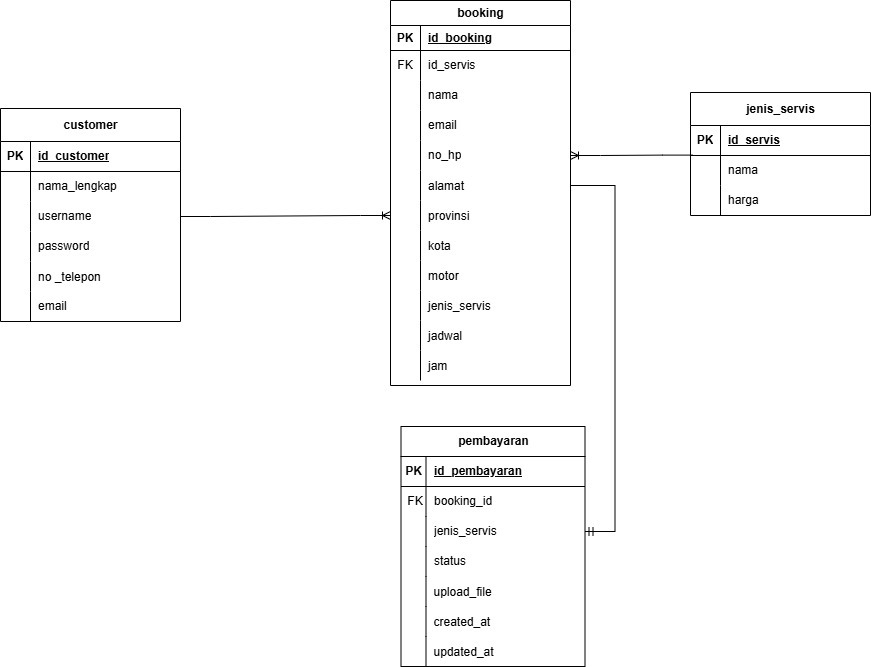 booking
PK id_booking
FK id_servis
nama
email
no_hp
alamat
provinsi
kota
motor
jenis_servis
jadwal
jam
customer
PK id_customer
nama_lengkap
username
password
no _telepon
email
jenis_servis
PK id_servis
nama
harga
pembayaran
PK id_pembayaran
FK booking_id
jenis_servis
status
upload_file
created_at
updated_at